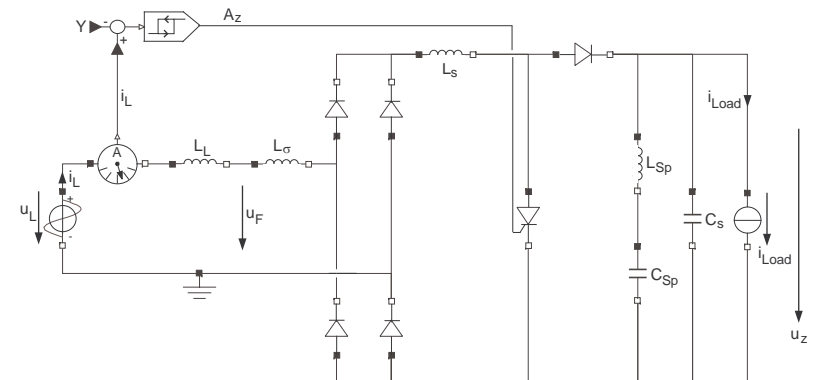 Y - A_z
+
L_s
i_L
i_Load
A
L_L L_σ
L_Sp
i_L
u_L + u_F
C_s
-
i_Load
C_Sp
u_z